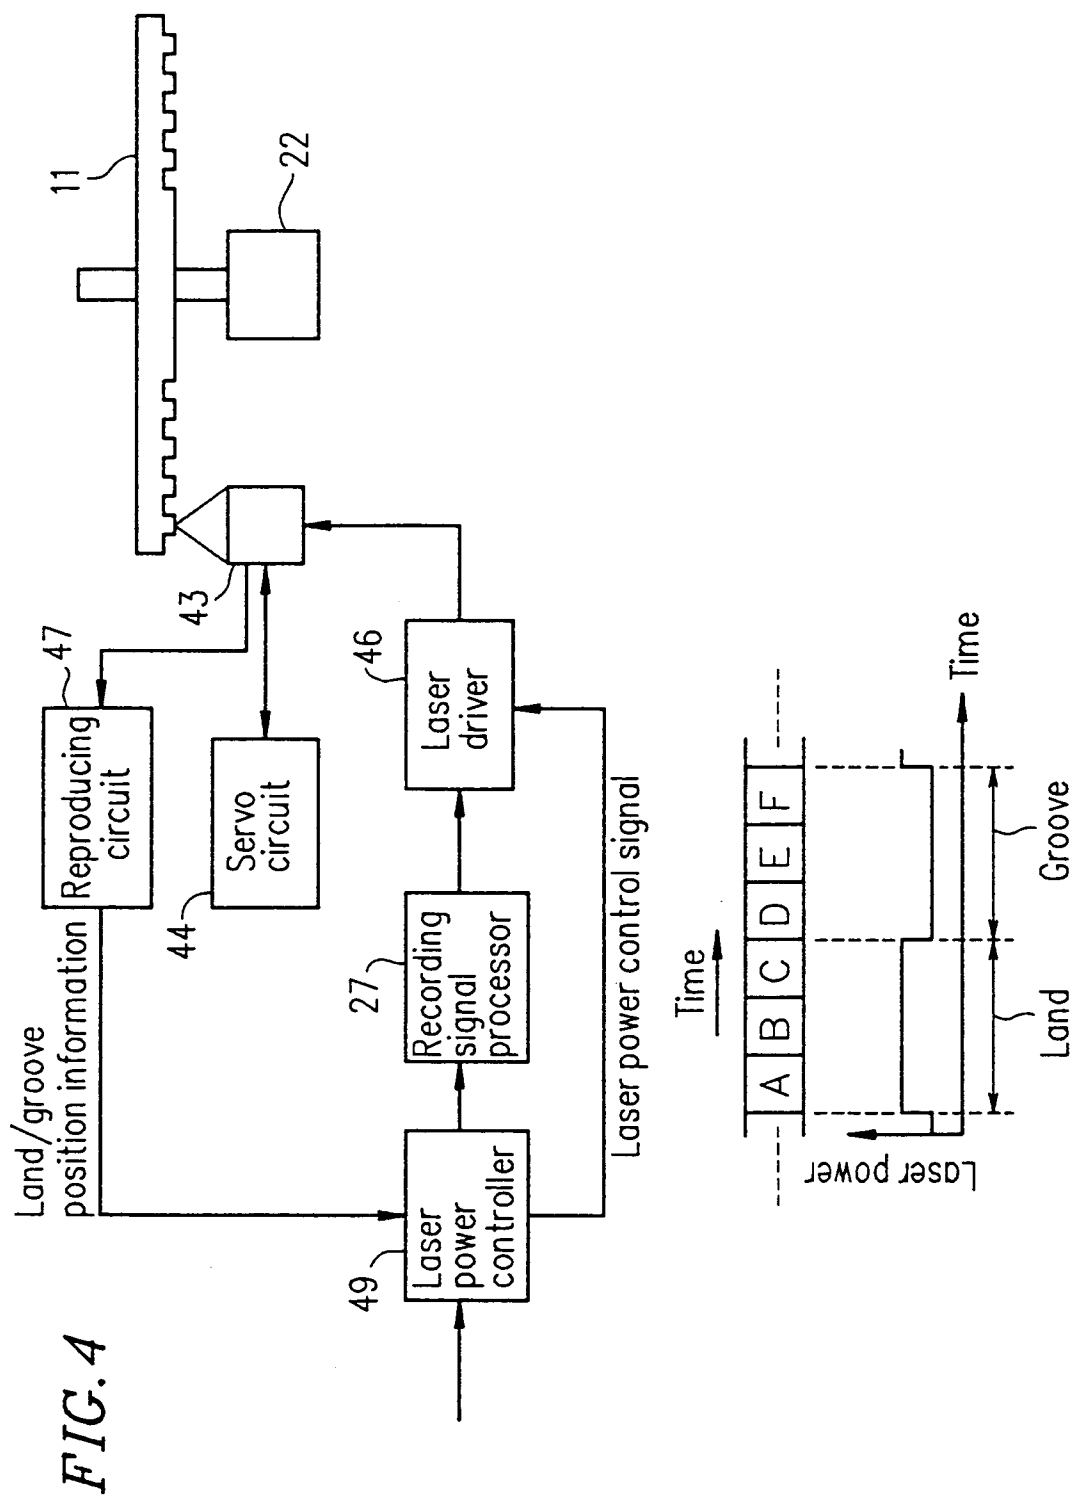 FIG. 4
Land/groove
position information
47
Reproducing
circuit
11
44
Servo
circuit
43
22
49
Laser
power
controller
27
Recording
signal
processor
46
Laser
driver
Laser power control signal
Time
A B C D E F
Laser power
Time
Land
Groove